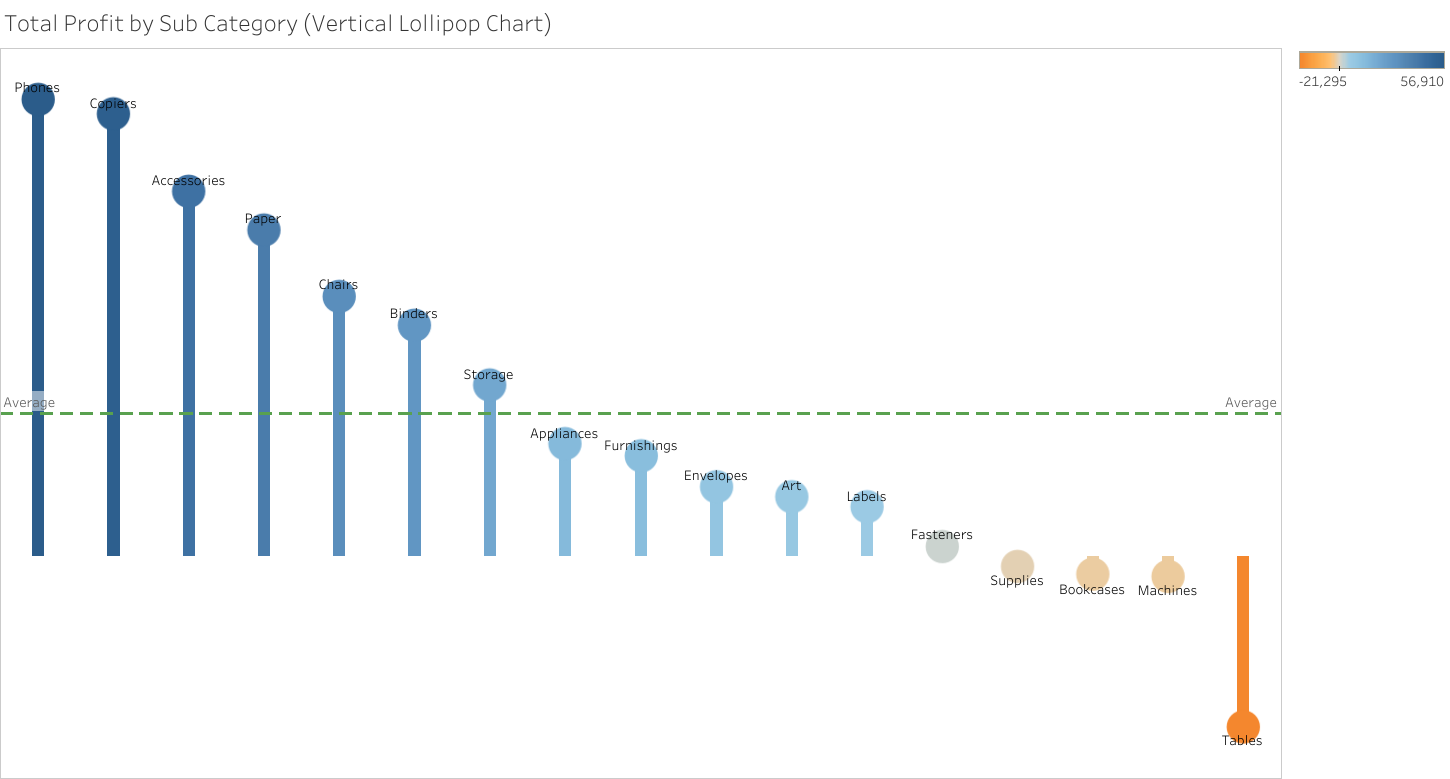 Total Profit by Sub Category (Vertical Lollipop Chart)
-21,295 56,910
Phones
Copiers
Accessories
Paper
Chairs
Binders
Storage
Average Average
Appliances
Furnishings
Envelopes
Art
Labels
Fasteners
Supplies
Bookcases
Machines
Tables